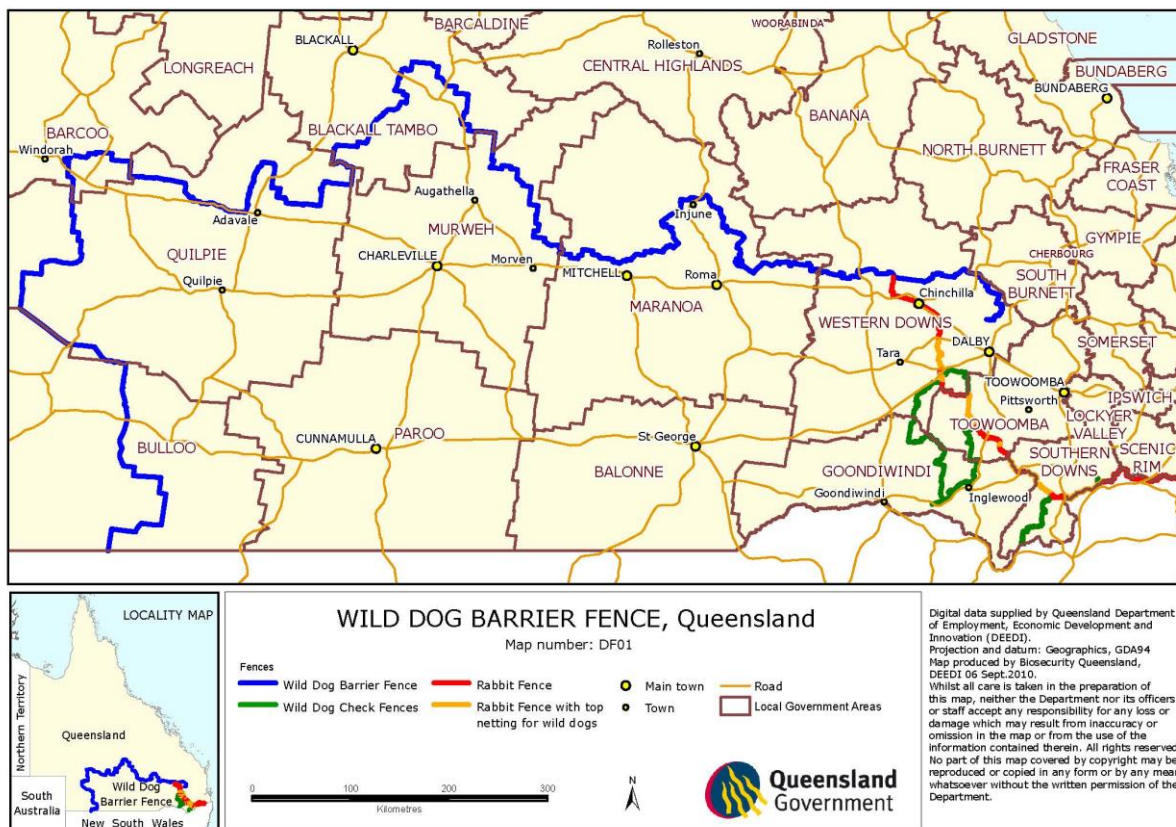 BARCALDINE
WOORABINDA
BLACKALL
Rolleston
GLADSTONE
LONGREACH
CENTRAL HIGHLANDS
BUNDABERG
BUNDABERG
BANANA
BARCOO
BLACKALL TAMBO
Windorah
NORTH BURNETT
FRASER
COAST
Augathella
Adavale
Injune
MURWEH
GYMPIE
QUILPIE
CHARLEVILLE
Morven
CHERBOURG
MITCHELL
Roma
SOUTH
BURNETT
Quilpie
Chinchilla
MARANOA
WESTERN DOWNS
SOMERSET
DALBY
Tara
TOOWOOMBA
Pittsworth
IPSWICH
LOCKYER
VALLEY
TOOWOOMBA
CUNNAMULLA
PAROO
St George
BULLOO
SOUTHERN
DOWNS
SCENIC
RIM
BALONNE
GOONDIWINDI
Goondiwindi
Inglewood
LOCALITY MAP
Northern Territory
Queensland
Wild Dog
Barrier Fence
South
Australia
New South Wales
WILD DOG BARRIER FENCE, Queensland
Map number: DF01
Fences
Wild Dog Barrier Fence
Rabbit Fence
Main town
Road
Wild Dog Check Fences
Rabbit Fence with top
netting for wild dogs
Town
Local Government Areas
0 100 200 300
Kilometres
N
Queensland
Government
Digital data supplied by Queensland Department
of Employment, Economic Development and
Innovation (DEEDI).
Projection and datum: Geographics, GDA94
Map produced by Biosecurity Queensland,
DEEDI 06 Sept.2010.
Whilst all care is taken in the preparation of
this map, neither the Department nor its officers
or staff accept any responsibility for any loss or
damage which may result from inaccuracy or
omission in the map or from the use of the
information contained therein. All rights reserved
No part of this map covered by copyright may be
reproduced or copied in any form or by any mean
whatsoever without the written permission of the
Department.